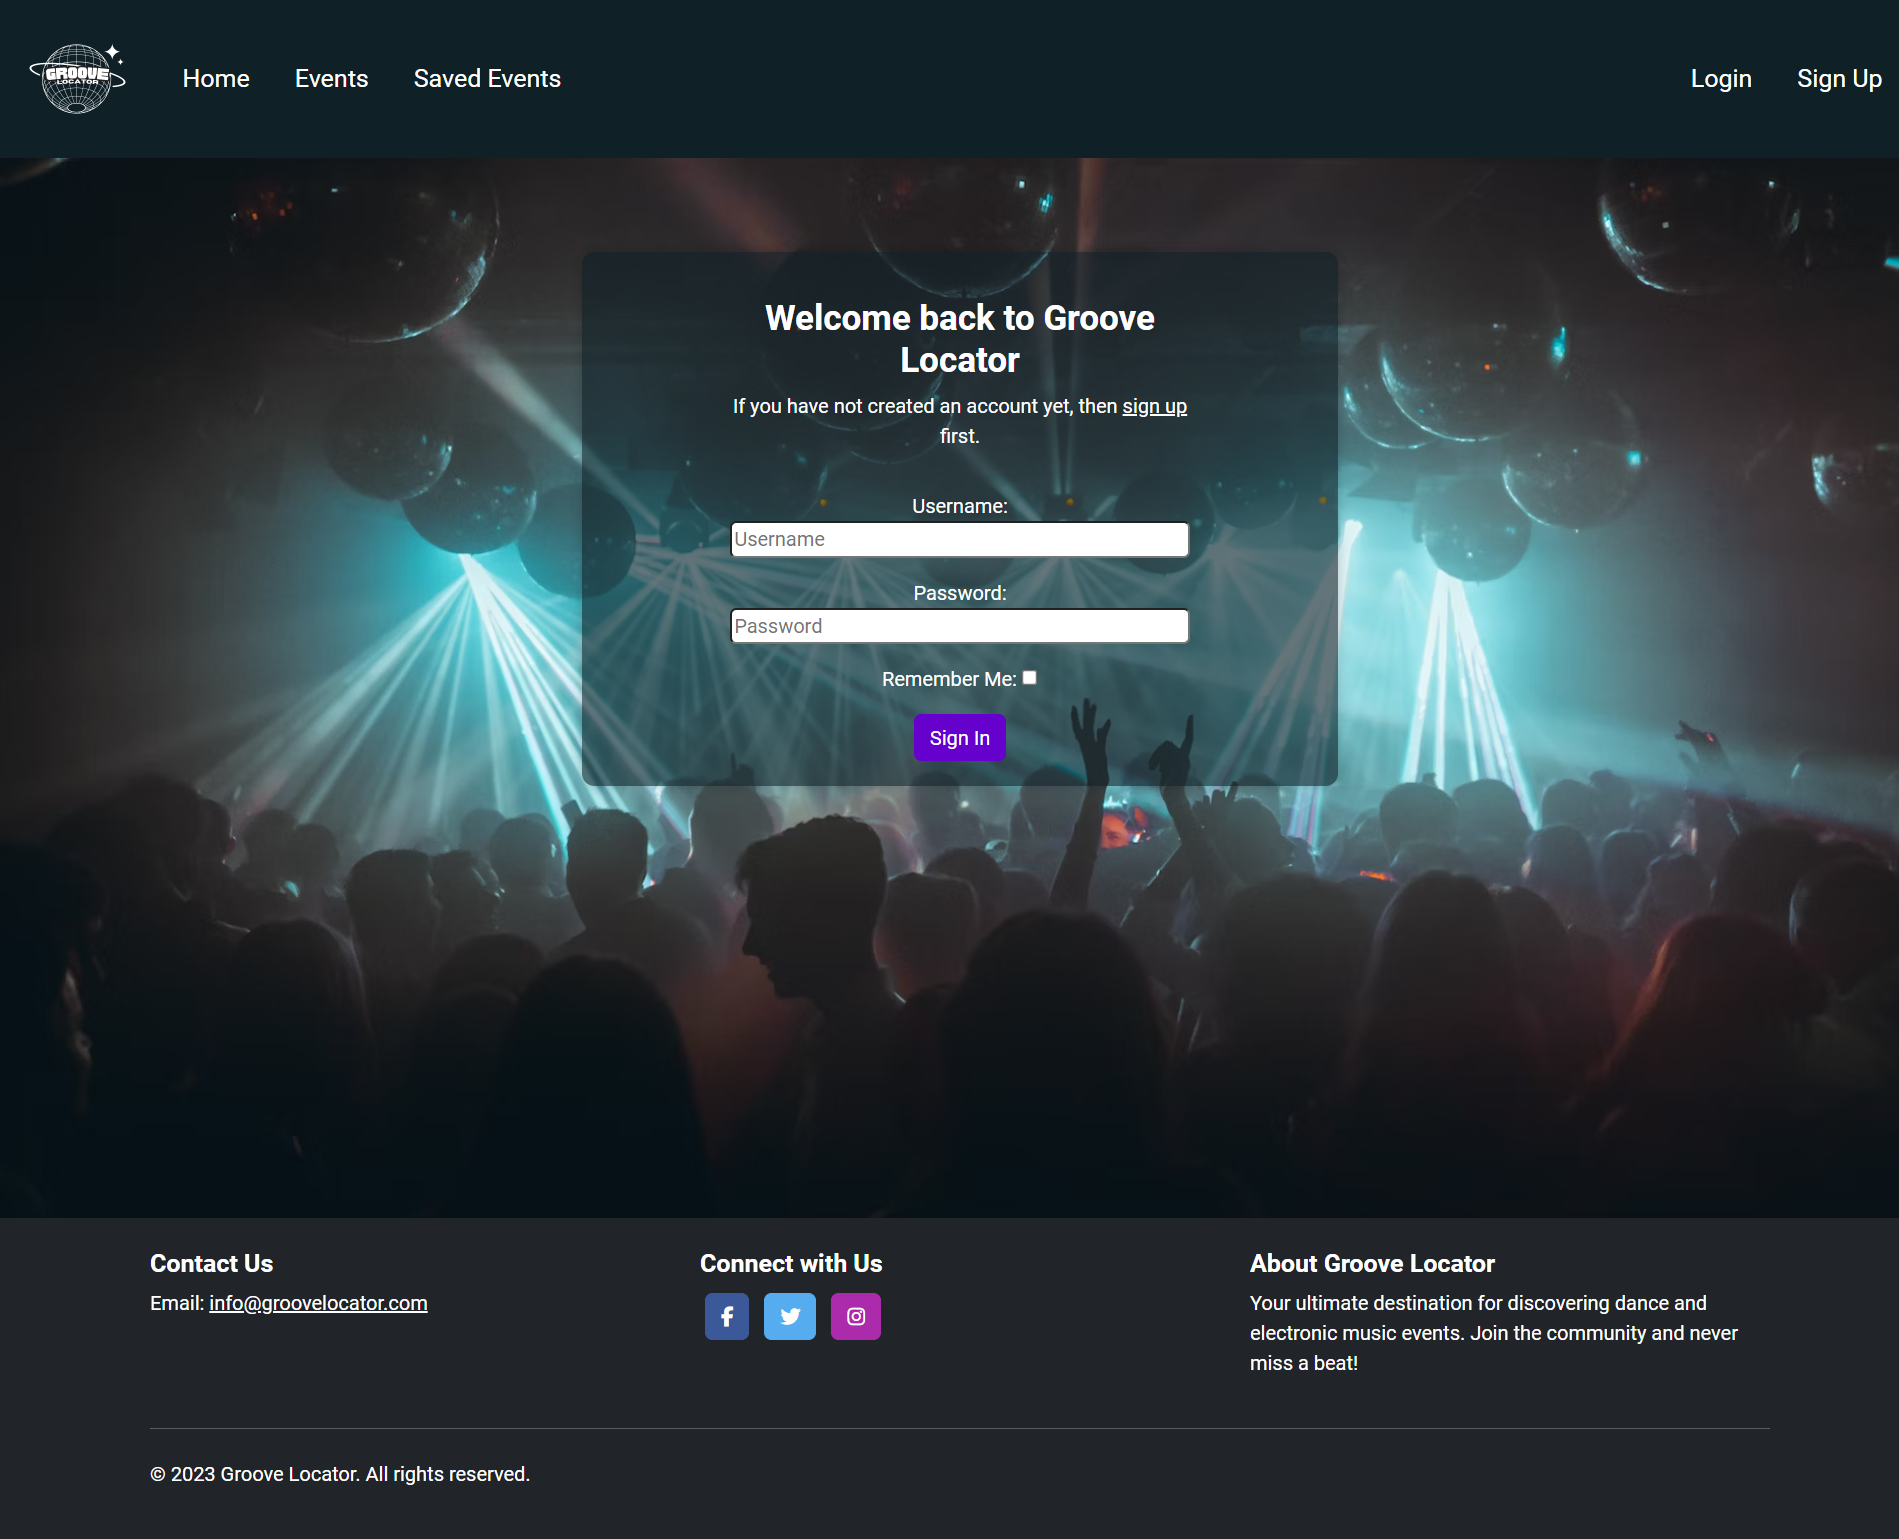 GROOVE
LOCATOR
Home
Events
Saved Events
Login
Sign Up
Welcome back to Groove
Locator
If you have not created an account yet, then sign up
first.
Username:
Username
Password:
Password
Remember Me:
Sign In
Contact Us
Email: info@groovelocator.com
Connect with Us
About Groove Locator
Your ultimate destination for discovering dance and
electronic music events. Join the community and never
miss a beat!
© 2023 Groove Locator. All rights reserved.